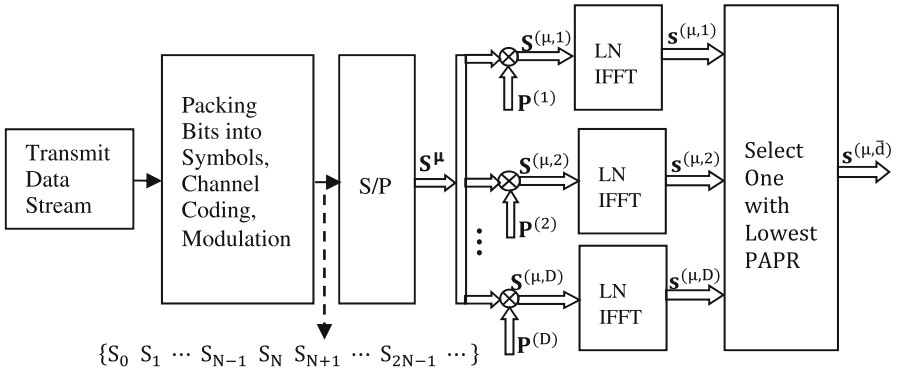 Transmit
Data
Stream
Packing
Bits into
Symbols,
Channel
Coding,
Modulation
S/P
S^μ
S^(μ,1)
P^(1)
LN
IFFT
s^(μ,1)
S^(μ,2)
P^(2)
LN
IFFT
s^(μ,2)
⋮
S^(μ,D)
P^(D)
LN
IFFT
s^(μ,D)
Select
One
with
Lowest
PAPR
s^(μ,d̄)
{S_0 S_1 ⋯ S_{N−1} S_N S_{N+1} ⋯ S_{2N−1} ⋯}